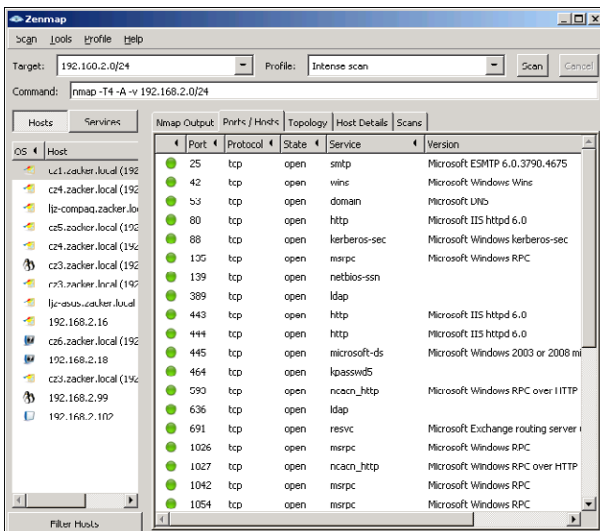 Zenmap
Scan Tools Profile Help
Target: 192.160.2.0/24 Profile: Intense scan Scan Cancel
Command: nmap -T4 -A -v 192.168.2.0/24
Hosts Services
OS Host
cz1.zacker.local (192
cz4.zacker.local (192
ljz-compaq.zacker.lo
cz5.zacker.local (192
cz4.zacker.local (192
cz3.zacker.local (192
cz3.zacker.local (192
ljz-asus.zacker.local
192.168.2.16
cz6.zacker.local (192
192.168.2.18
cz3.zacker.local (192
192.168.2.99
192.168.2.102
Filter Hosts
Nmap Output Ports / Hosts Topology Host Details Scans
Port Protocol State Service Version
25 tcp open smtp Microsoft ESMTP 6.0.3790.4675
42 tcp open wins Microsoft Windows Wins
53 tcp open domain Microsoft DNS
80 tcp open http Microsoft IIS httpd 6.0
88 tcp open kerberos-sec Microsoft Windows kerberos-sec
135 tcp open msrpc Microsoft Windows RPC
139 tcp open netbios-ssn
389 tcp open ldap
443 tcp open http Microsoft IIS httpd 6.0
444 tcp open http Microsoft IIS httpd 6.0
445 tcp open microsoft-ds Microsoft Windows 2003 or 2008 mi
464 tcp open kpasswd5
593 tcp open ncacn_http Microsoft Windows RPC over HTTP
636 tcp open ldap
691 tcp open resvc Microsoft Exchange routing server
1026 tcp open msrpc Microsoft Windows RPC
1027 tcp open ncacn_http Microsoft Windows RPC over HTTP
1042 tcp open msrpc Microsoft Windows RPC
1054 tcp open msrpc Microsoft Windows RPC